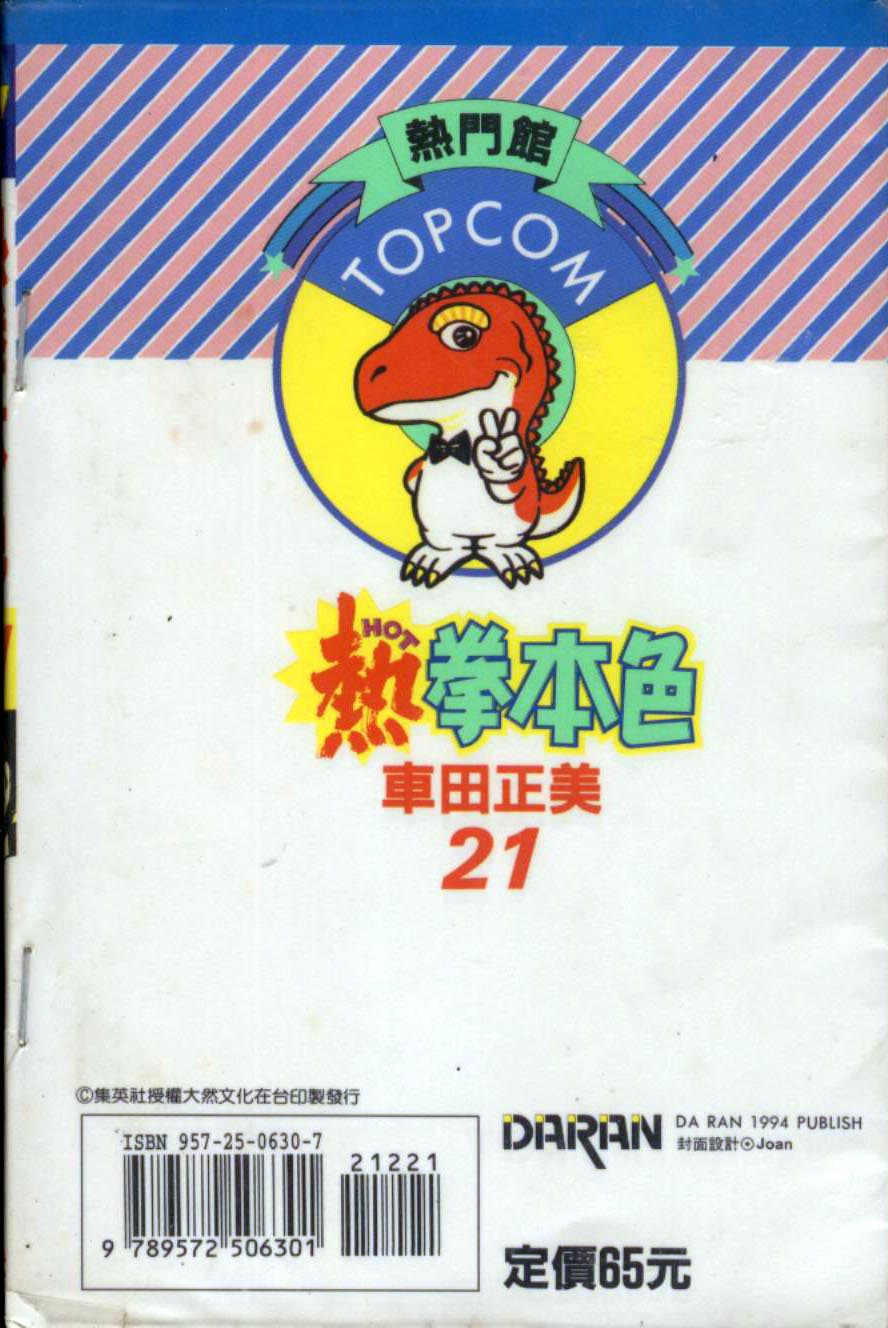 熱門館
TOPCOM
HOT
熱拳本色
車田正美
21
©集英社授權大然文化在台印製發行
ISBN 957-25-0630-7
21221
9 789572 506301
DARAN
DA RAN 1994 PUBLISH
封面設計⊙Joan
定價65元